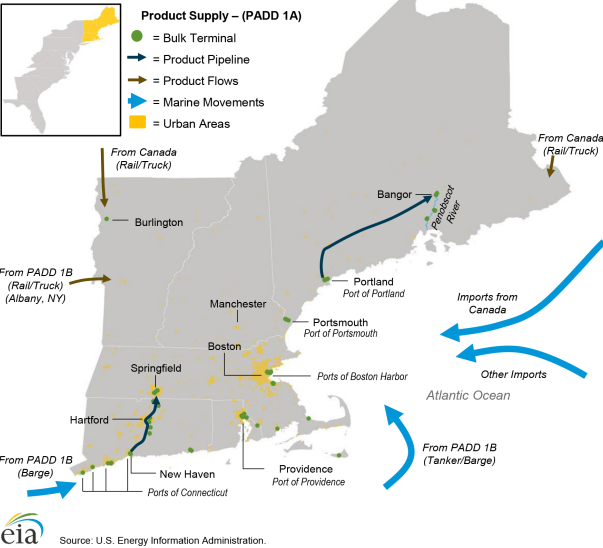 Product Supply – (PADD 1A)
= Bulk Terminal
= Product Pipeline
= Product Flows
= Marine Movements
= Urban Areas
From Canada
(Rail/Truck)
From Canada
(Rail/Truck)
Bangor
Penobscot
River
Burlington
From PADD 1B
(Rail/Truck)
(Albany, NY)
Portland
Port of Portland
Manchester
Imports from
Canada
Portsmouth
Port of Portsmouth
Boston
Springfield
Ports of Boston Harbor
Other Imports
Atlantic Ocean
Hartford
From PADD 1B
(Tanker/Barge)
From PADD 1B
(Barge)
New Haven
Ports of Connecticut
Providence
Port of Providence
eia
Source: U.S. Energy Information Administration.